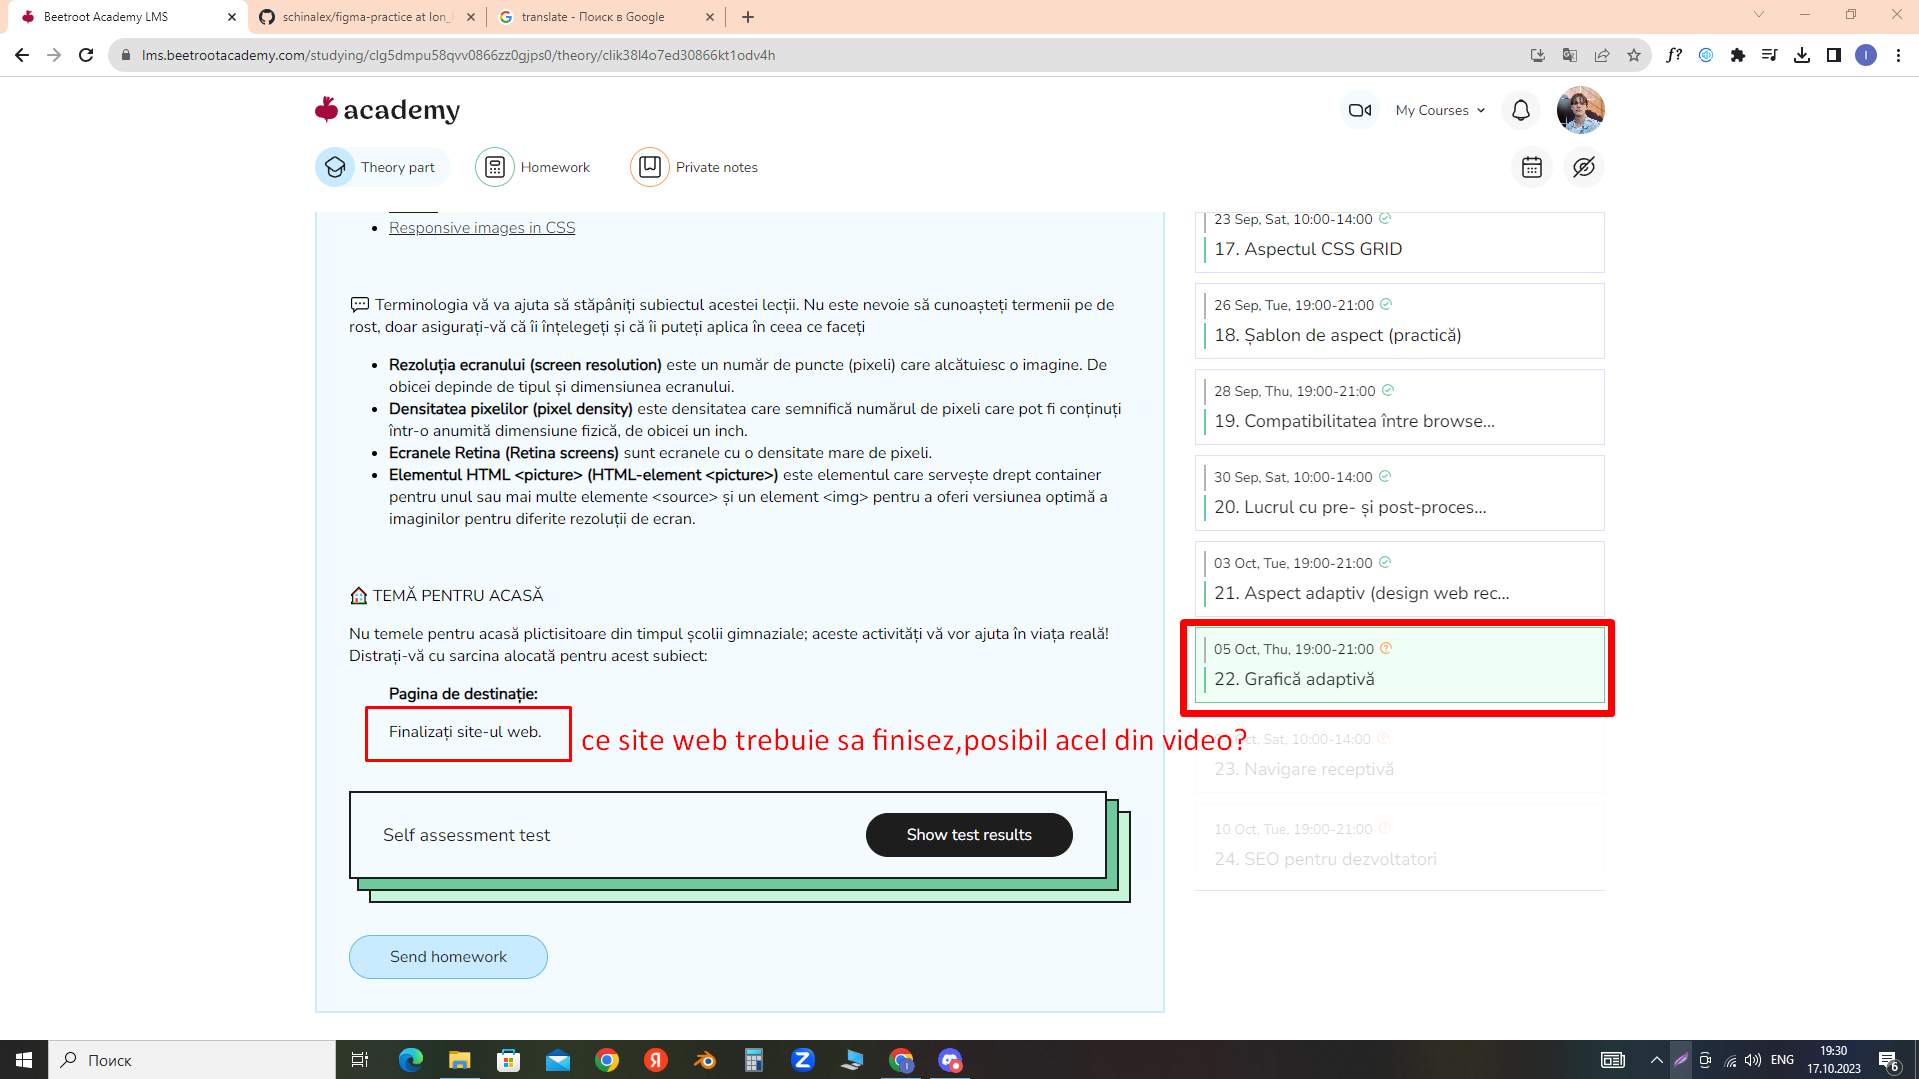 Beetroot Academy LMS
schinalex/figma-practice at Ion_
translate - Поиск в Google
lms.beetrootacademy.com/studying/clg5dmpu58qvv0866zz0gjps0/theory/clik38l4o7ed30866kt1odv4h
f?
I
academy
My Courses
Theory part
Homework
Private notes
Responsive images in CSS
Terminologia vă va ajuta să stăpâniți subiectul acestei lecții. Nu este nevoie să cunoașteți termenii pe de
rost, doar asigurați-vă că îi înțelegeți și că îi puteți aplica în ceea ce faceți
Rezoluția ecranului (screen resolution) este un număr de puncte (pixeli) care alcătuiesc o imagine. De
obicei depinde de tipul și dimensiunea ecranului.
Densitatea pixelilor (pixel density) este densitatea care semnifică numărul de pixeli care pot fi conținuți
într-o anumită dimensiune fizică, de obicei un inch.
Ecranele Retina (Retina screens) sunt ecranele cu o densitate mare de pixeli.
Elementul HTML <picture> (HTML-element <picture>) este elementul care servește drept container
pentru unul sau mai multe elemente <source> și un element <img> pentru a oferi versiunea optimă a
imaginilor pentru diferite rezoluții de ecran.
TEMĂ PENTRU ACASĂ
Nu temele pentru acasă plictisitoare din timpul școlii gimnaziale; aceste activități vă vor ajuta în viața reală!
Distrați-vă cu sarcina alocată pentru acest subiect:
Pagina de destinație:
Finalizați site-ul web.
ce site web trebuie sa finisez,posibil acel din video?
Self assessment test
Show test results
Send homework
23 Sep, Sat, 10:00-14:00
17. Aspectul CSS GRID
26 Sep, Tue, 19:00-21:00
18. Șablon de aspect (practică)
28 Sep, Thu, 19:00-21:00
19. Compatibilitatea între browse...
30 Sep, Sat, 10:00-14:00
20. Lucrul cu pre- și post-proces...
03 Oct, Tue, 19:00-21:00
21. Aspect adaptiv (design web rec...
05 Oct, Thu, 19:00-21:00
22. Grafică adaptivă
Oct, Sat, 10:00-14:00
23. Navigare receptivă
10 Oct, Tue, 19:00-21:00
24. SEO pentru dezvoltatori
Поиск
ENG
19:30
17.10.2023
6